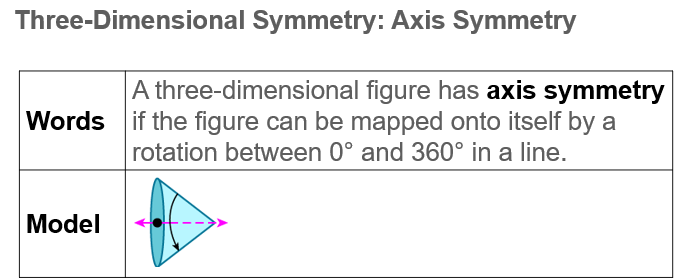 Three-Dimensional Symmetry: Axis Symmetry
Words
A three-dimensional figure has axis symmetry
if the figure can be mapped onto itself by a
rotation between 0° and 360° in a line.
Model